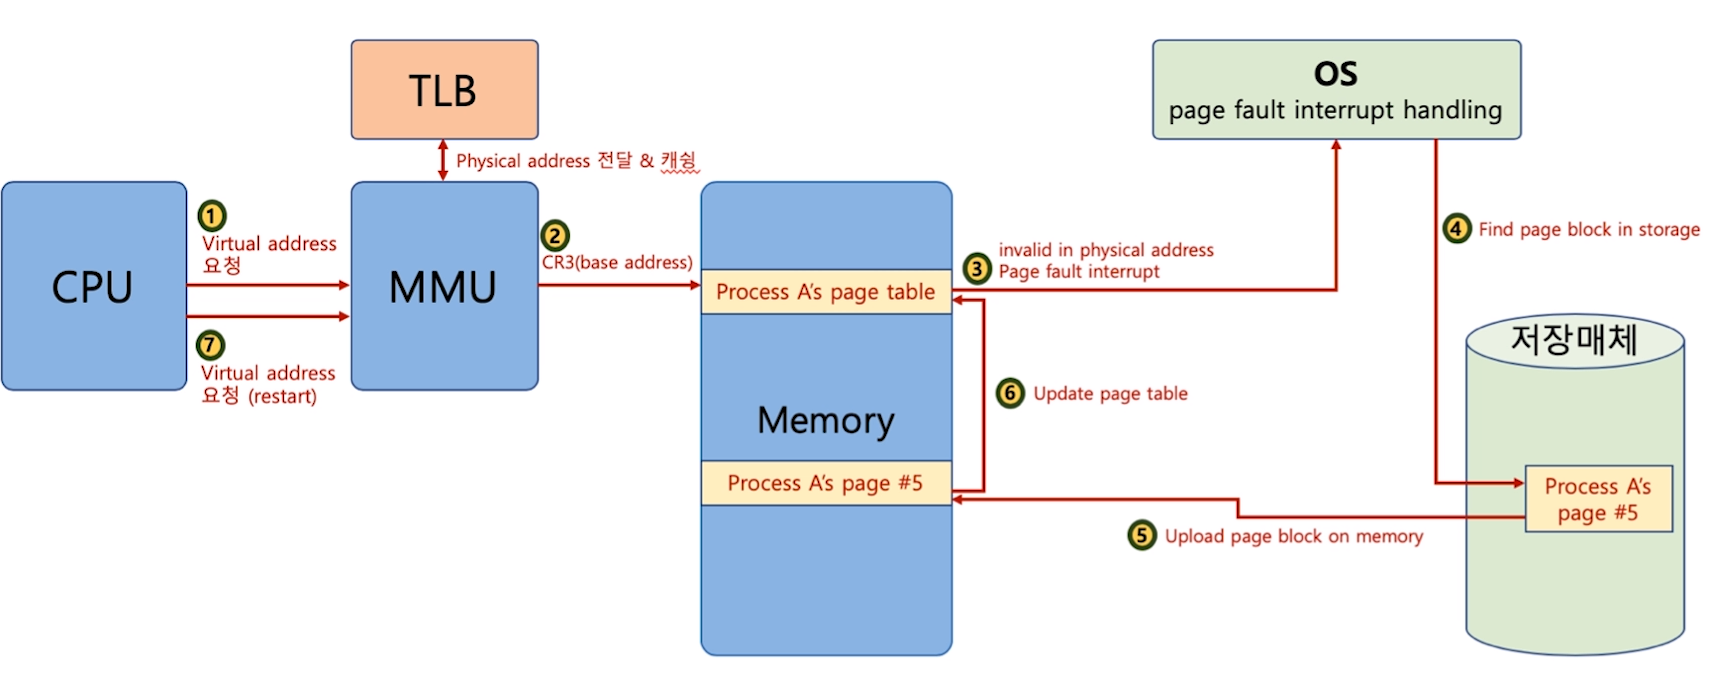 TLB
OS
page fault interrupt handling
Physical address 전달 & 캐슁
1
Virtual address
요청
CPU
MMU
2
CR3(base address)
3
invalid in physical address
Page fault interrupt
4
Find page block in storage
Process A's page table
7
Virtual address
요청 (restart)
저장매체
6
Update page table
Memory
Process A's page #5
Process A's
page #5
5
Upload page block on memory